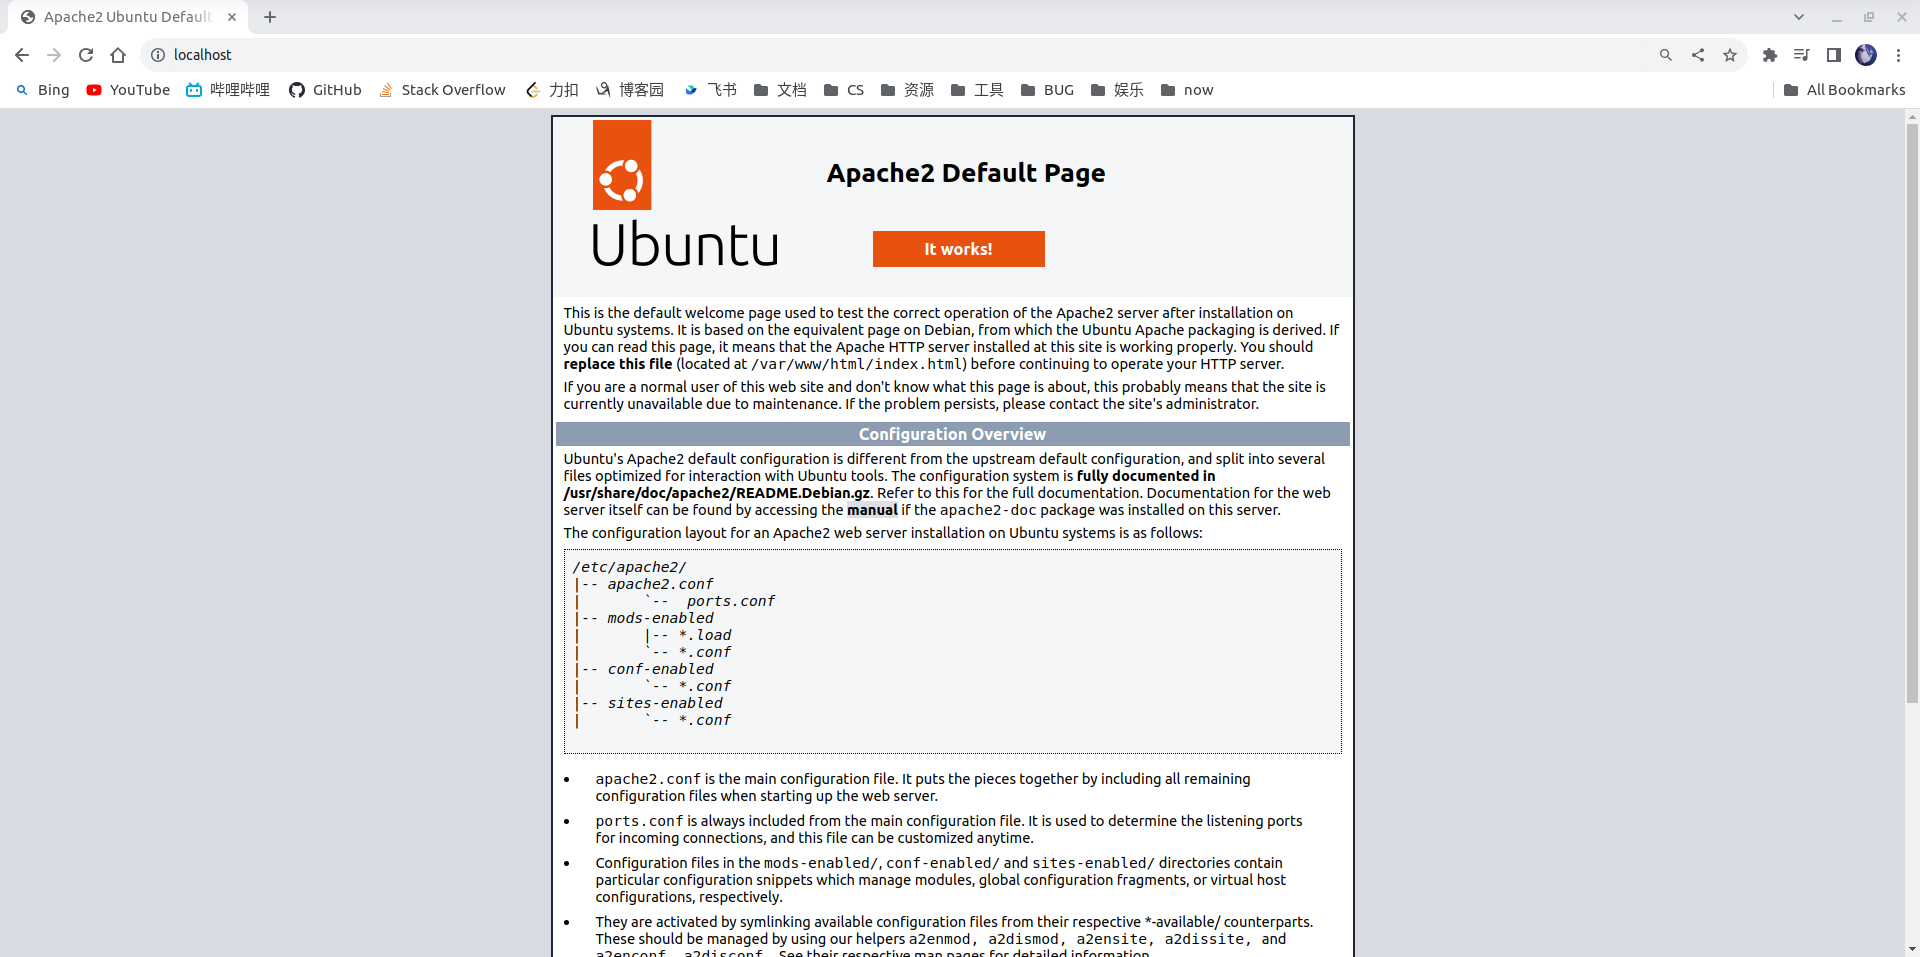 Apache2 Ubuntu Default
localhost
Bing YouTube 哔哩哔哩 GitHub Stack Overflow 力扣 博客园 飞书 文档 CS 资源 工具 BUG 娱乐 now All Bookmarks
Apache2 Default Page
Ubuntu
It works!
This is the default welcome page used to test the correct operation of the Apache2 server after installation on
Ubuntu systems. It is based on the equivalent page on Debian, from which the Ubuntu Apache packaging is derived. If
you can read this page, it means that the Apache HTTP server installed at this site is working properly. You should
replace this file (located at /var/www/html/index.html) before continuing to operate your HTTP server.
If you are a normal user of this web site and don't know what this page is about, this probably means that the site is
currently unavailable due to maintenance. If the problem persists, please contact the site's administrator.
Configuration Overview
Ubuntu's Apache2 default configuration is different from the upstream default configuration, and split into several
files optimized for interaction with Ubuntu tools. The configuration system is fully documented in
/usr/share/doc/apache2/README.Debian.gz. Refer to this for the full documentation. Documentation for the web
server itself can be found by accessing the manual if the apache2-doc package was installed on this server.
The configuration layout for an Apache2 web server installation on Ubuntu systems is as follows:
/etc/apache2/
|-- apache2.conf
|       `--  ports.conf
|-- mods-enabled
|       |-- *.load
|       `-- *.conf
|-- conf-enabled
|       `-- *.conf
|-- sites-enabled
|       `-- *.conf
• apache2.conf is the main configuration file. It puts the pieces together by including all remaining
configuration files when starting up the web server.
• ports.conf is always included from the main configuration file. It is used to determine the listening ports
for incoming connections, and this file can be customized anytime.
• Configuration files in the mods-enabled/, conf-enabled/ and sites-enabled/ directories contain
particular configuration snippets which manage modules, global configuration fragments, or virtual host
configurations, respectively.
• They are activated by symlinking available configuration files from their respective *-available/ counterparts.
These should be managed by using our helpers a2enmod, a2dismod, a2ensite, a2dissite, and
a2enconf, a2disconf . See their respective man pages for detailed information.